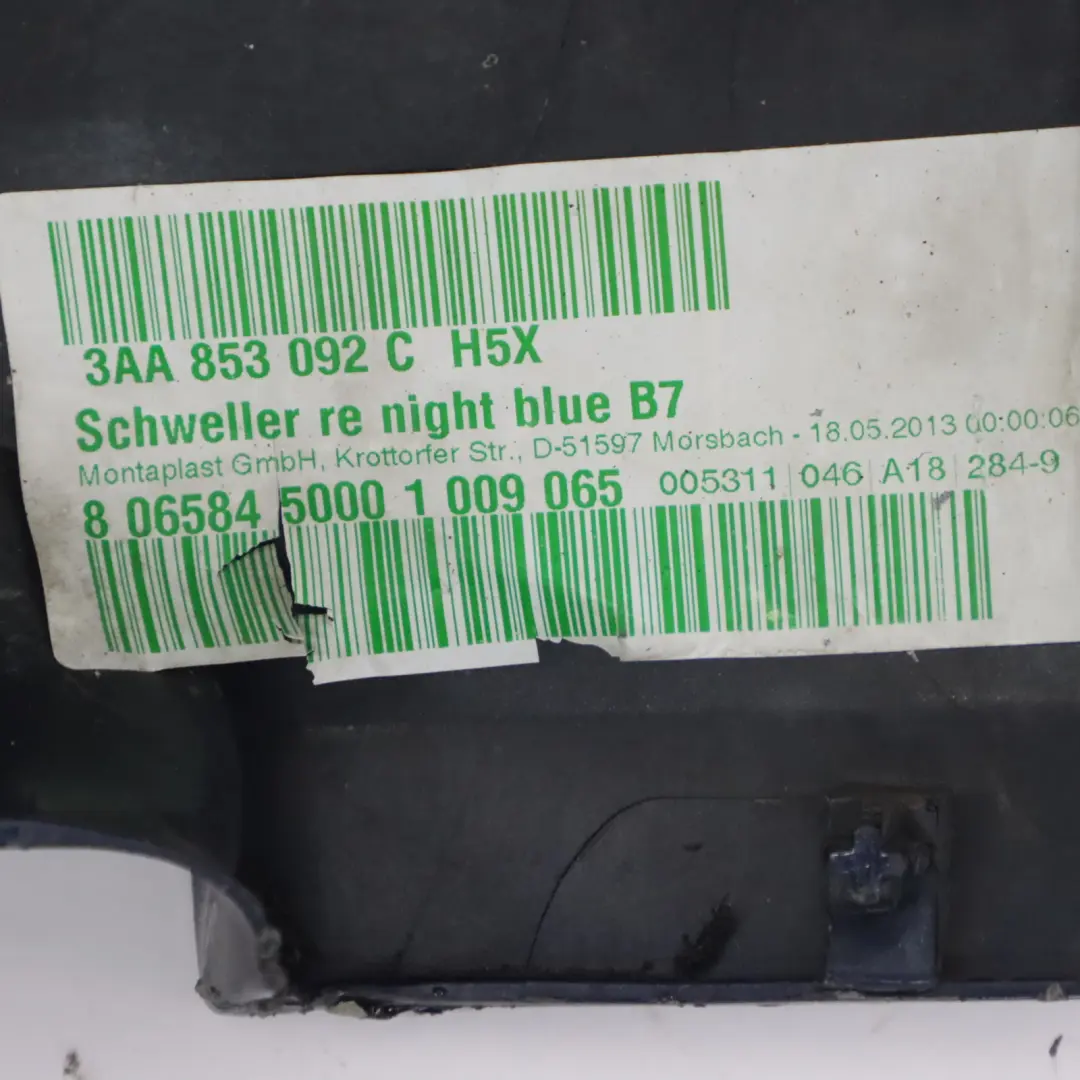 3AA 853 092 C H5X
Schweller re night blue B7
Montaplast GmbH, Krottorfer Str., D-51597 Morsbach - 18.05.2013 00:00:06
8 06584 5000 1 009 065 005311 046 A18 284-9